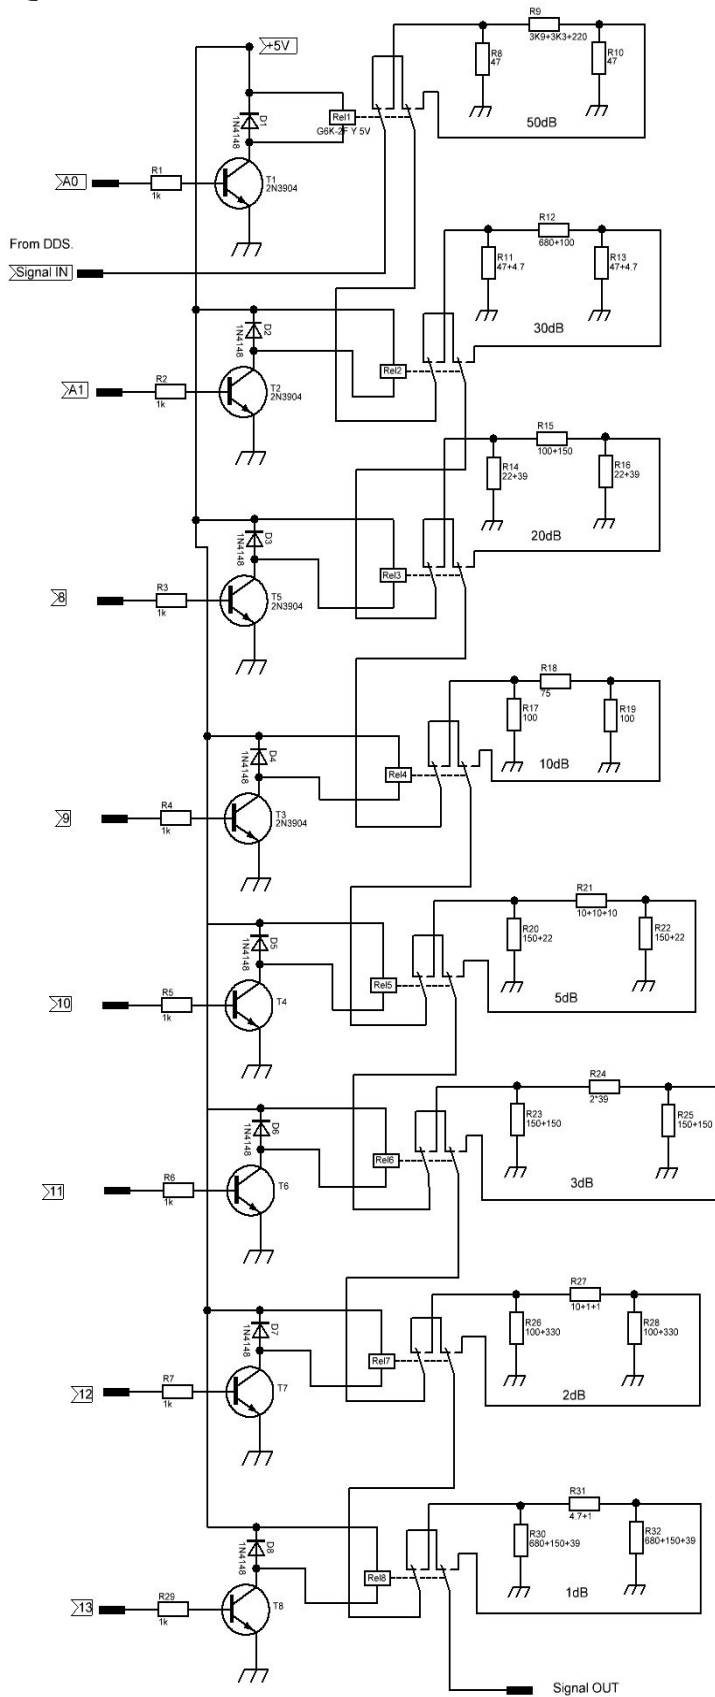 R9
3K9+3K3+220
R8
47
R10
47
+5V
D1
1N4148
Rel1
G6K-2F Y 5V
50dB
A0
R1
1k
T1
2N3904
From DDS.
Signal IN
R12
680+100
R11
47+4.7
R13
47+4.7
30dB
D2
1N4148
Rel2
A1
R2
1k
T2
2N3904
R15
100+150
R14
22+39
R16
22+39
20dB
D3
1N4148
Rel3
8
R3
1k
T5
2N3904
R18
75
R17
100
R19
100
10dB
D4
1N4148
Rel4
9
R4
1k
T3
2N3904
R21
10+10+10
R20
150+22
R22
150+22
5dB
D5
1N4148
Rel5
10
R5
1k
T4
R24
2*39
R23
150+150
R25
150+150
3dB
D6
1N4148
Rel6
11
R6
1k
T6
R27
10+1+1
R26
100+330
R28
100+330
2dB
D7
1N4148
Rel7
12
R7
1k
T7
R31
4.7+1
R30
680+150+39
R32
680+150+39
1dB
D8
1N4148
Rel8
13
R29
1k
T8
Signal OUT